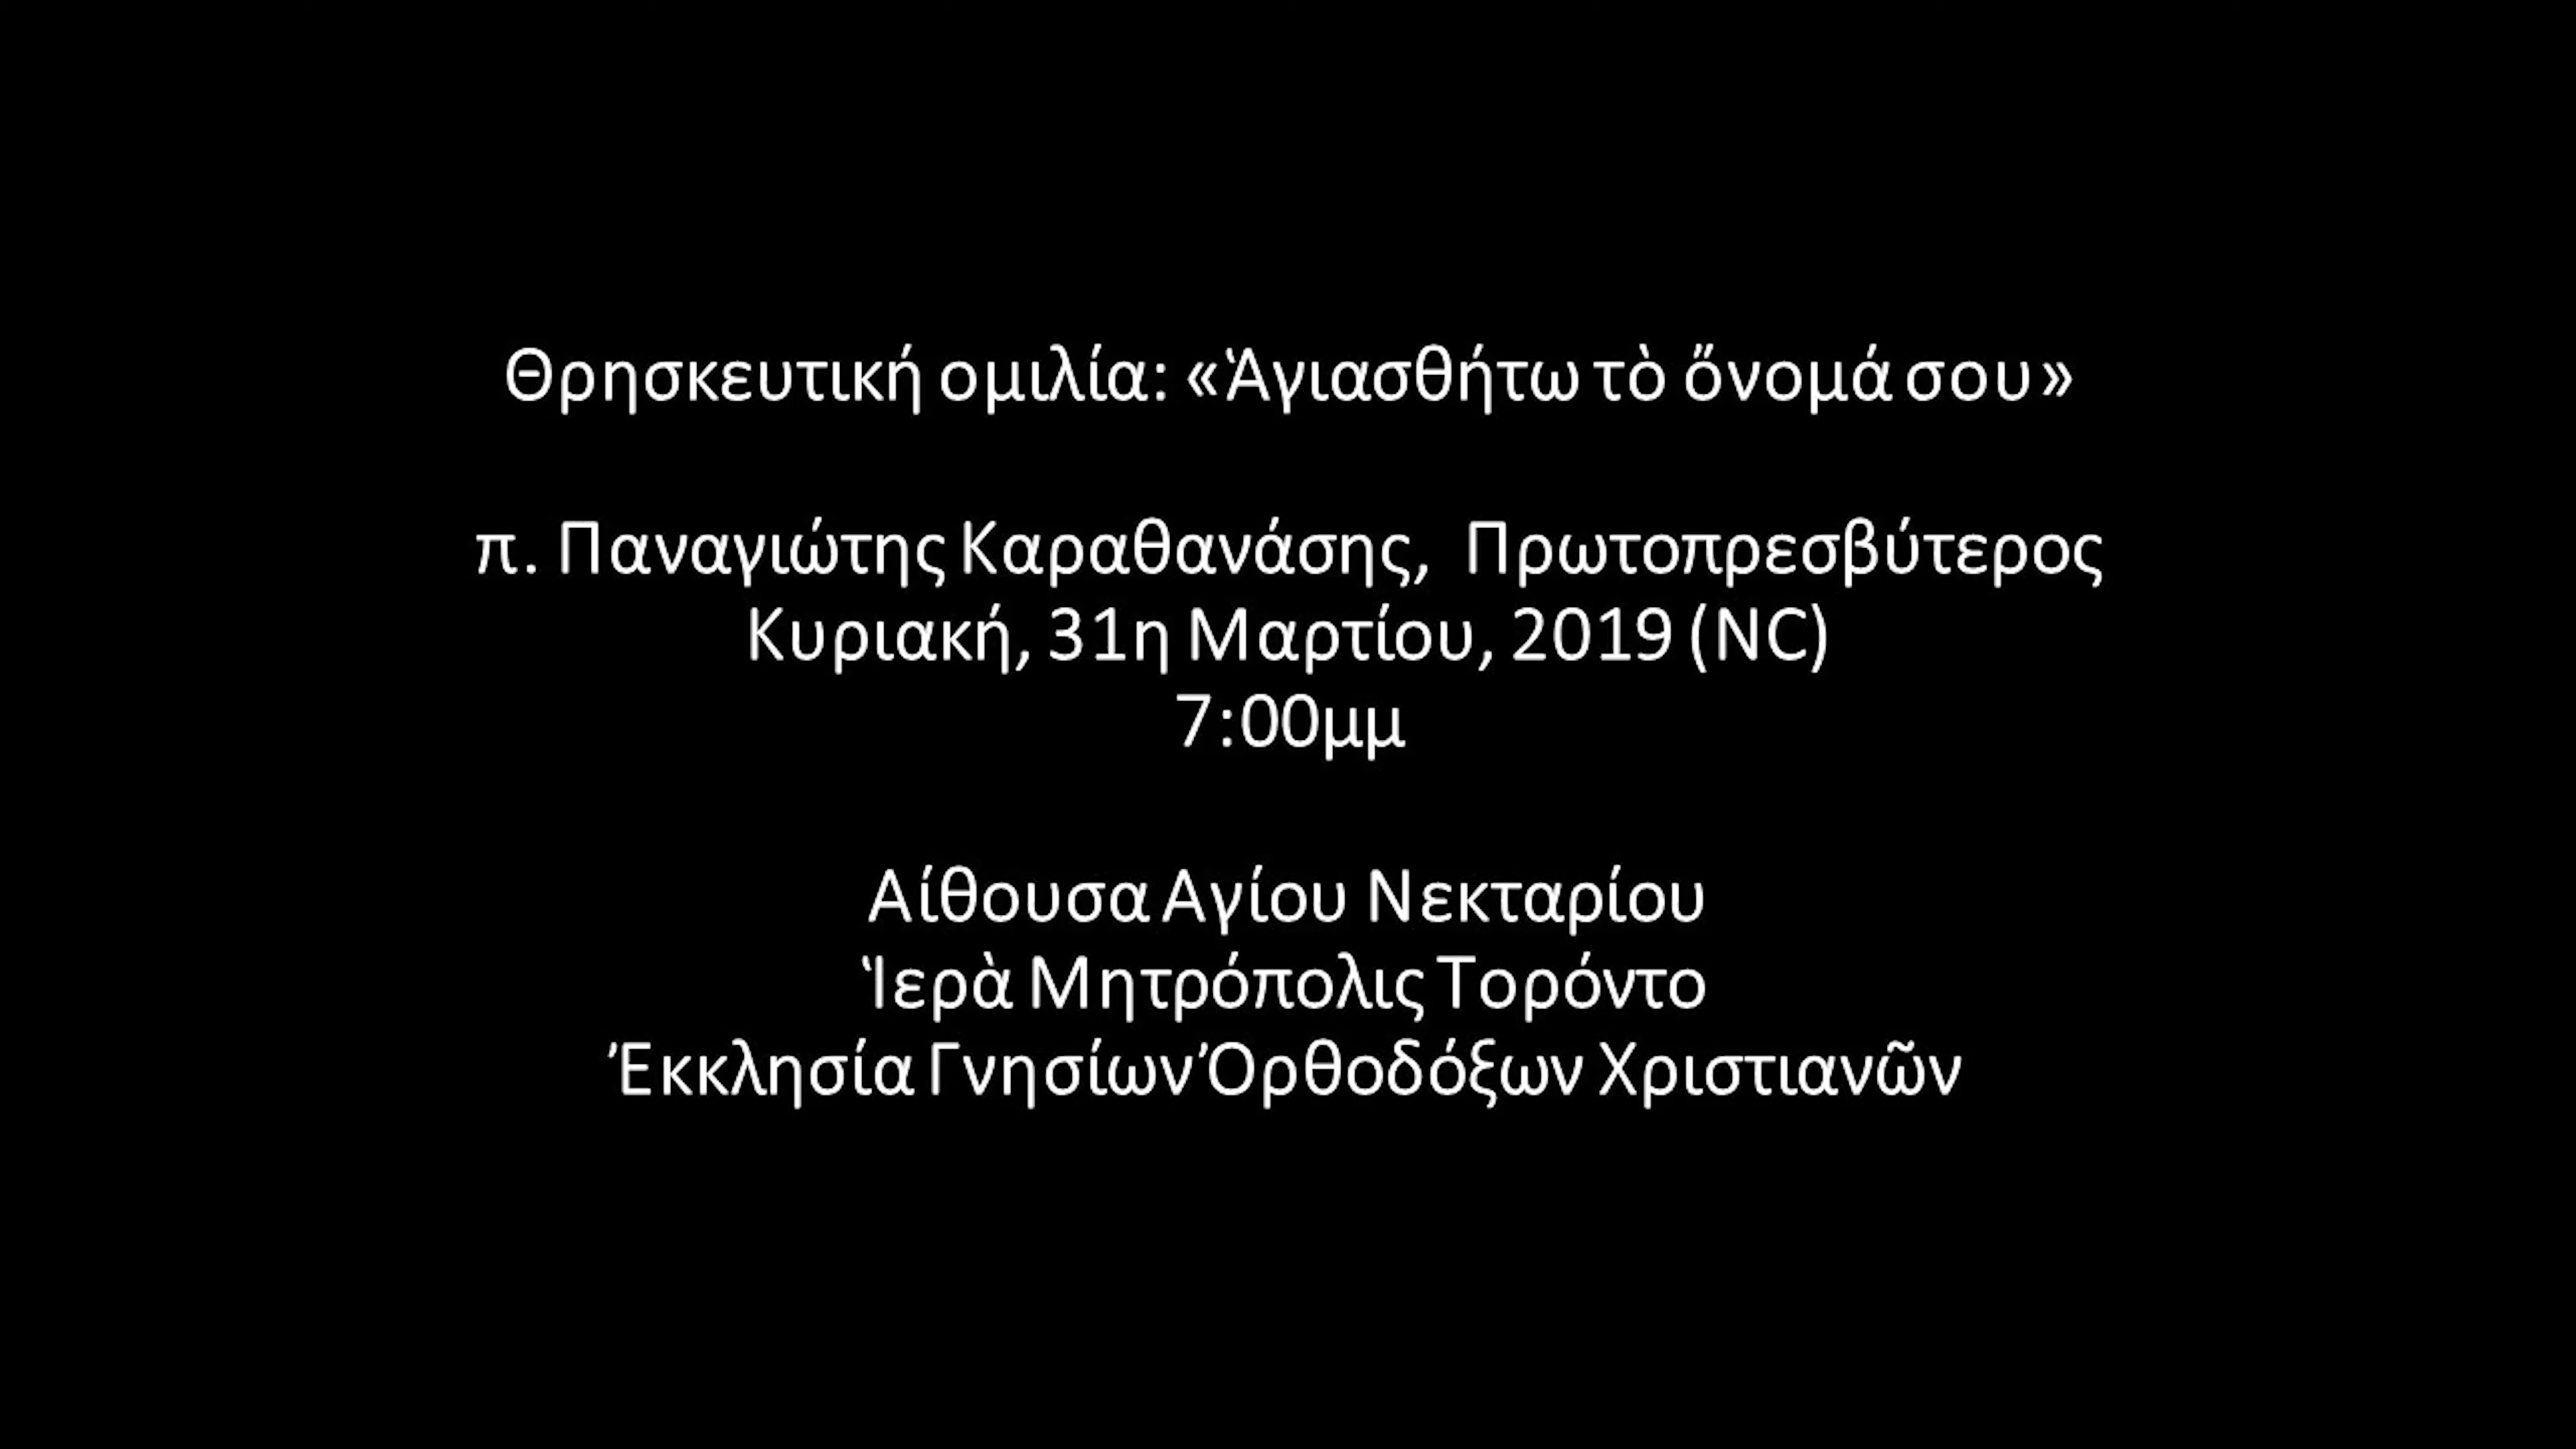 Θρησκευτική ομιλία: «Ἁγιασθήτω τὸ ὄνομά σου»
π. Παναγιώτης Καραθανάσης, Πρωτοπρεσβύτερος
Κυριακή, 31η Μαρτίου, 2019 (NC)
7:00μμ
Αίθουσα Αγίου Νεκταρίου
Ἱερὰ Μητρόπολις Τορόντο
Ἐκκλησία Γνησίων Ὀρθοδόξων Χριστιανῶν